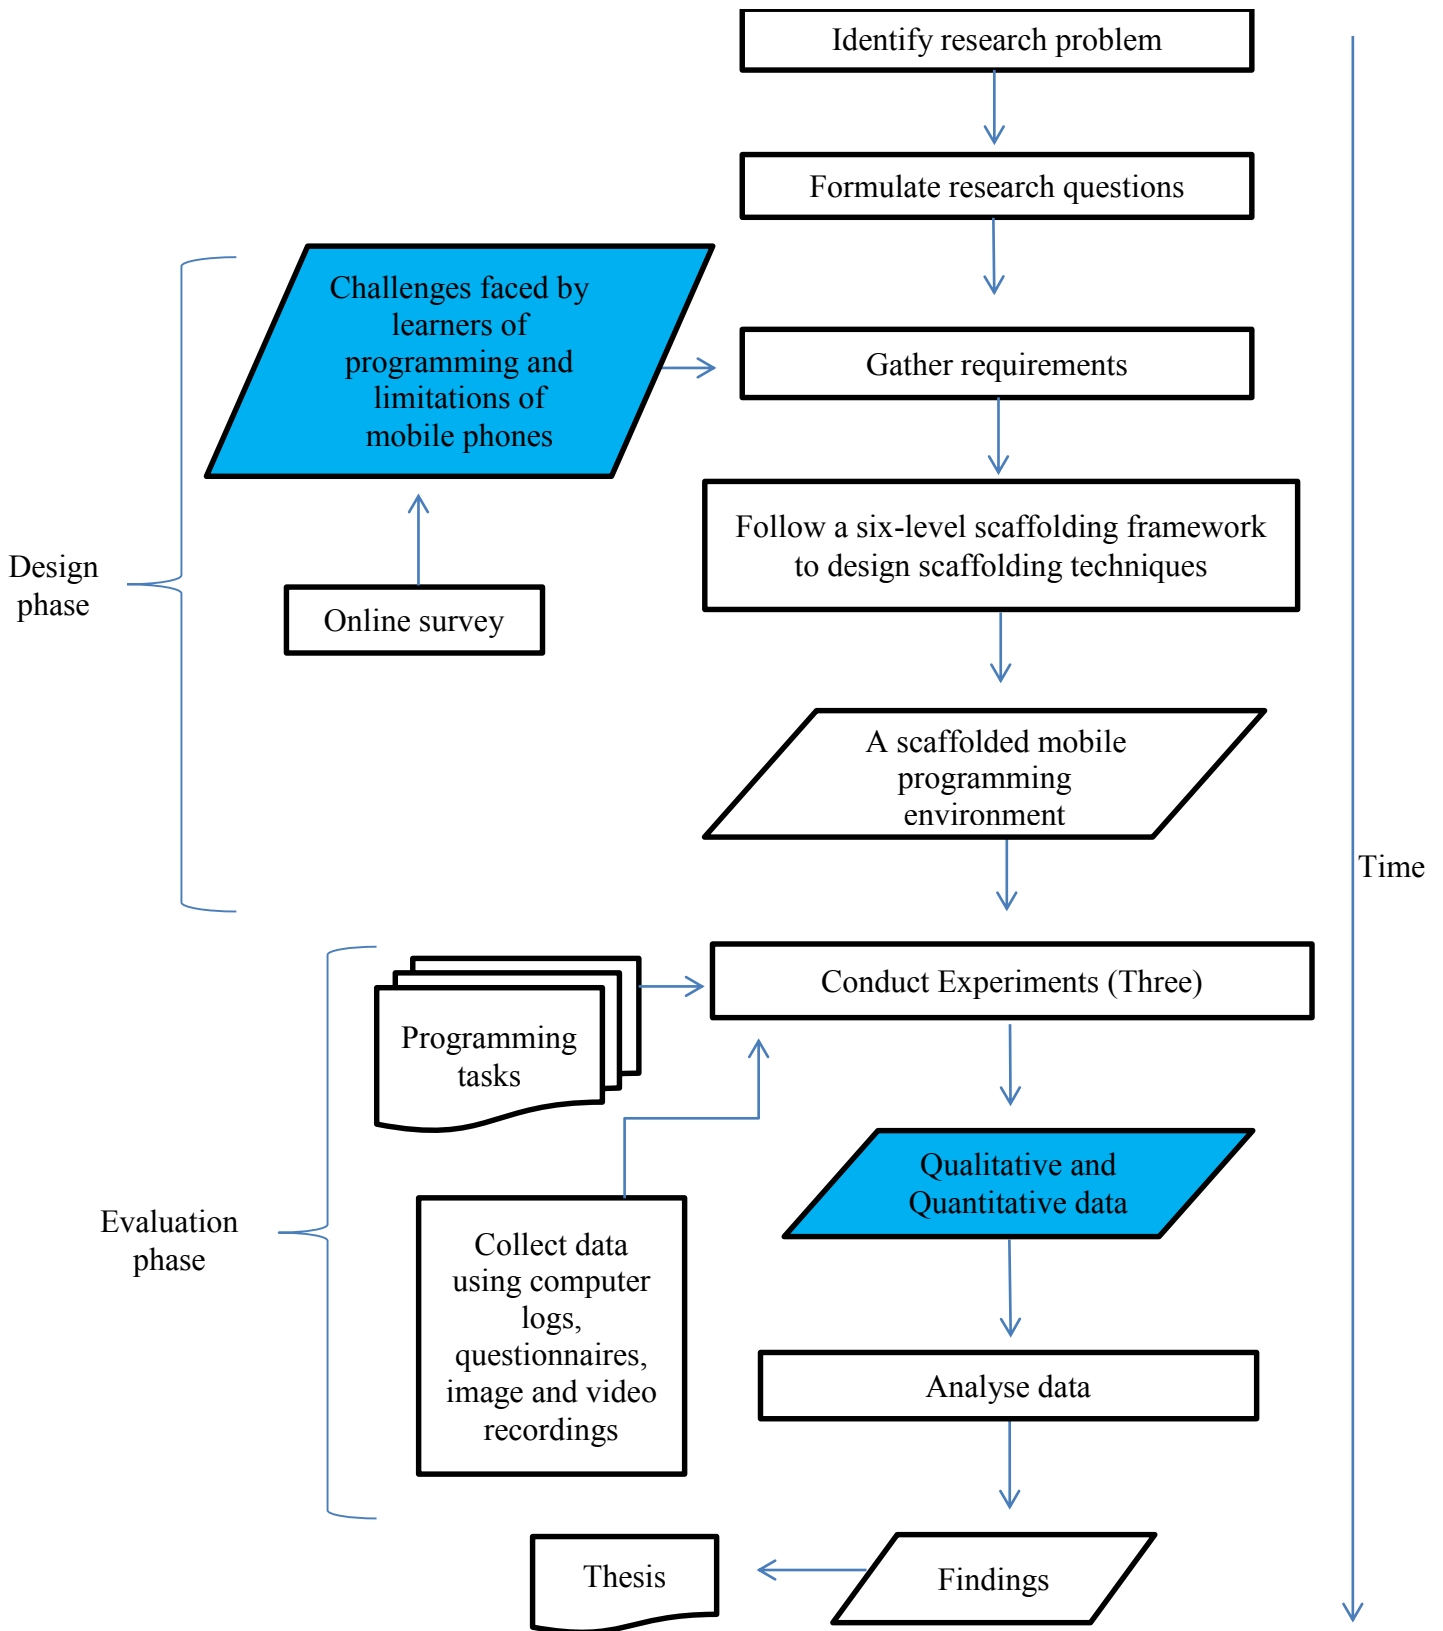 Identify research problem
Formulate research questions
Challenges faced by
learners of
programming and
limitations of
mobile phones
Gather requirements
Follow a six-level scaffolding framework
to design scaffolding techniques
Design
phase
Online survey
A scaffolded mobile
programming
environment
Time
Conduct Experiments (Three)
Programming
tasks
Qualitative and
Quantitative data
Evaluation
phase
Collect data
using computer
logs,
questionnaires,
image and video
recordings
Analyse data
Thesis
Findings